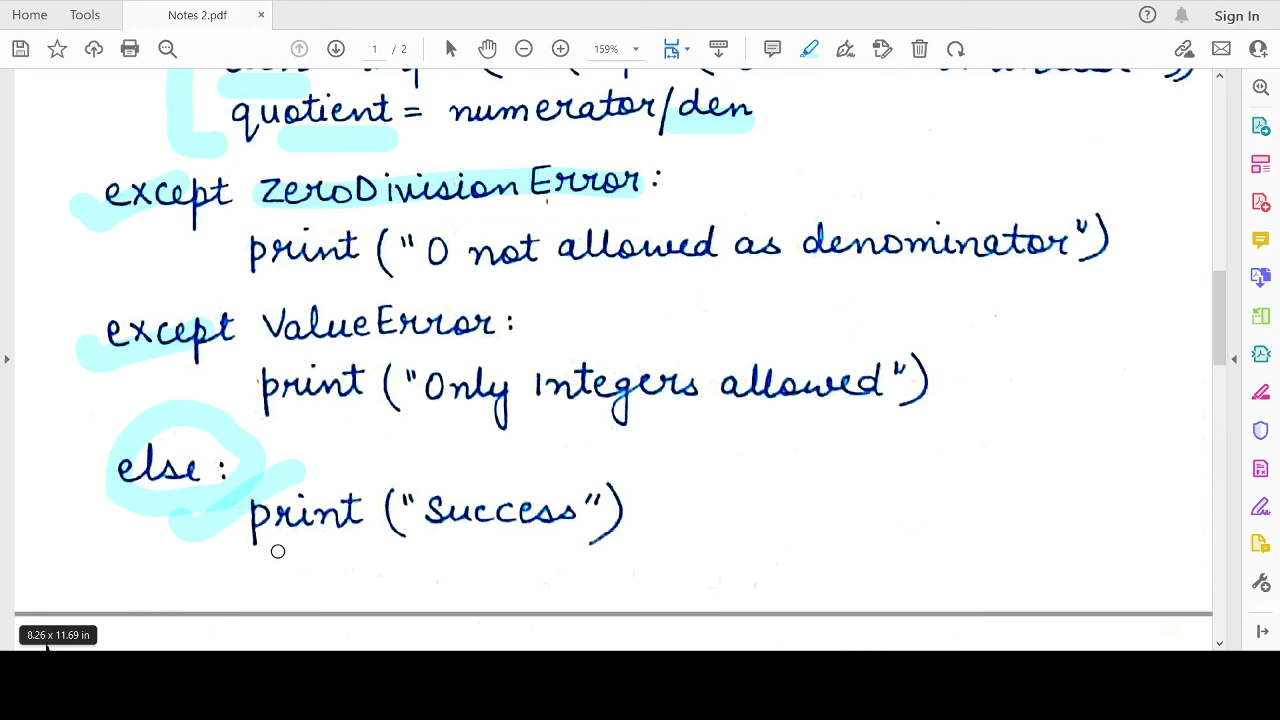 Home Tools Notes 2.pdf × Sign In
1 / 2 159%
quotient = numerator/den
except ZeroDivisionError:
print ("0 not allowed as denominator")
except ValueError:
print ("Only Integers allowed")
else:
print ("Success")
8.26 x 11.69 in